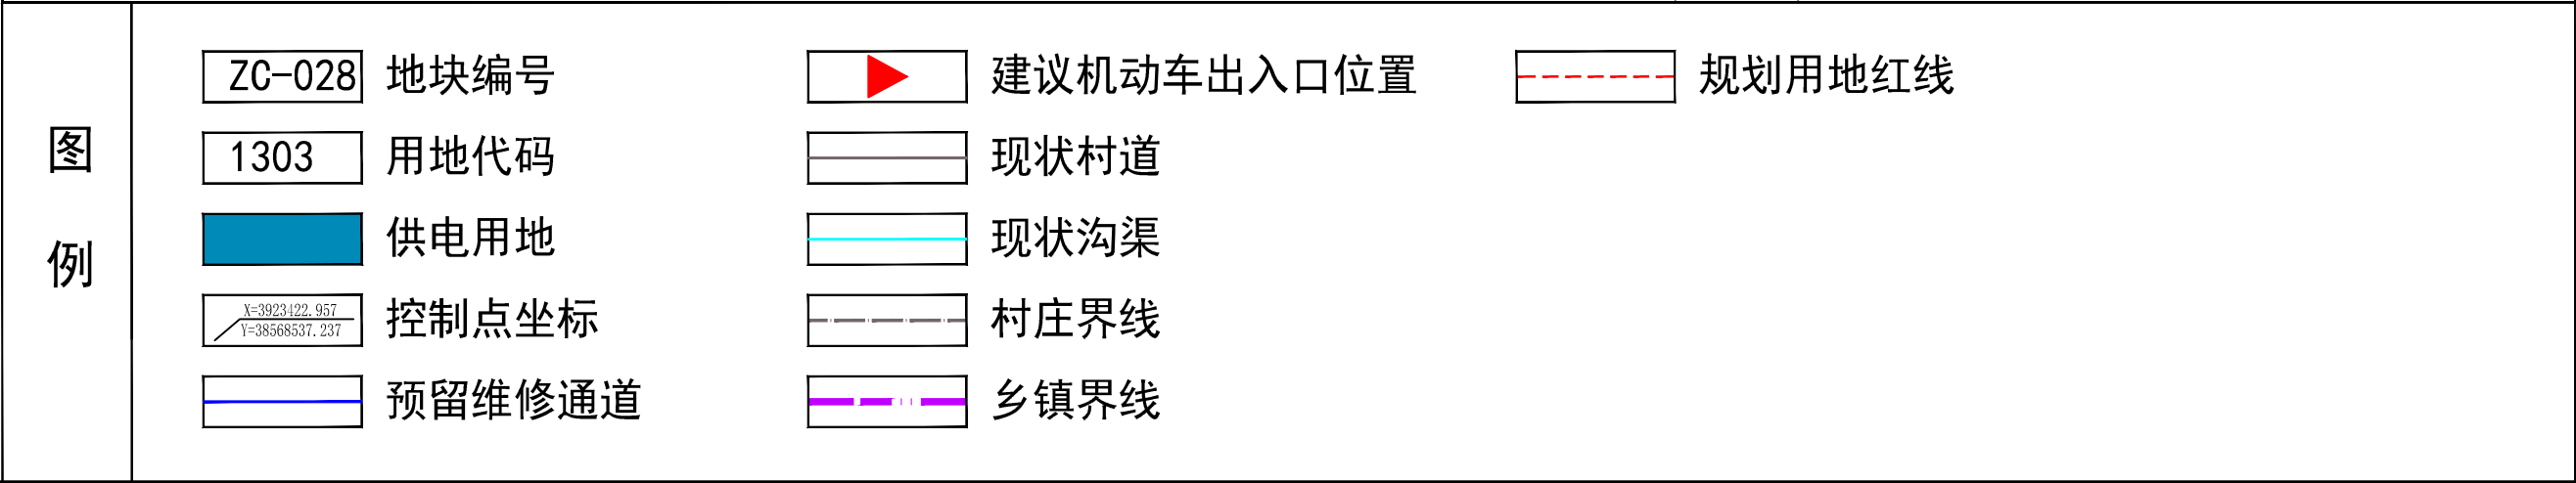 图例
ZC-028 地块编号
1303 用地代码
供电用地
X=3923422.957
Y=38568537.237
控制点坐标
预留维修通道
建议机动车出入口位置
现状村道
现状沟渠
村庄界线
乡镇界线
规划用地红线